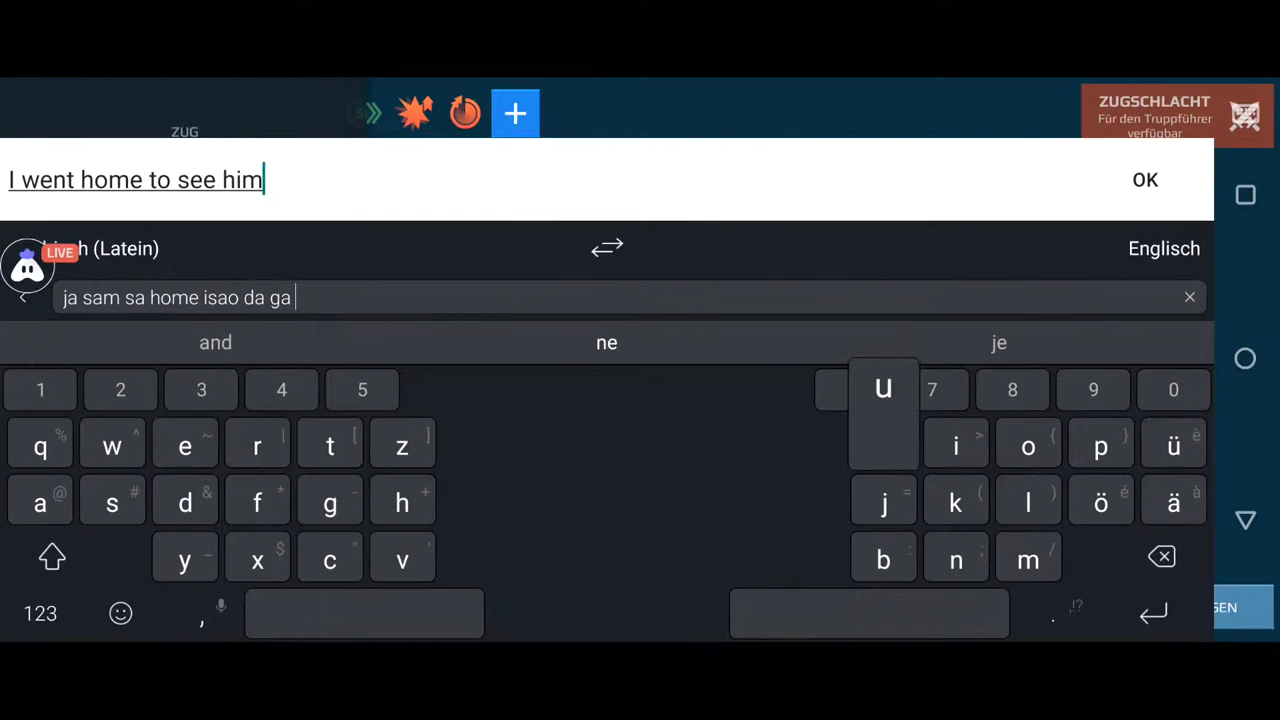 5
ZUGSCHLACHT
Für den Truppführer
verfügbar
ZUG
I went home to see him
OK
LIVE
h (Latein)
Englisch
ja sam sa home isao da ga
and ne je
1 2 3 4 5 7 8 9 0
u
q % w ^ e ~ r | t [ z ] i > o { p } ü è
a @ s # d & f * g - h + j = k ( l ) ö é ä à
y _ x $ c " v ' b : n ; m /
123 , . ,!?
SEN